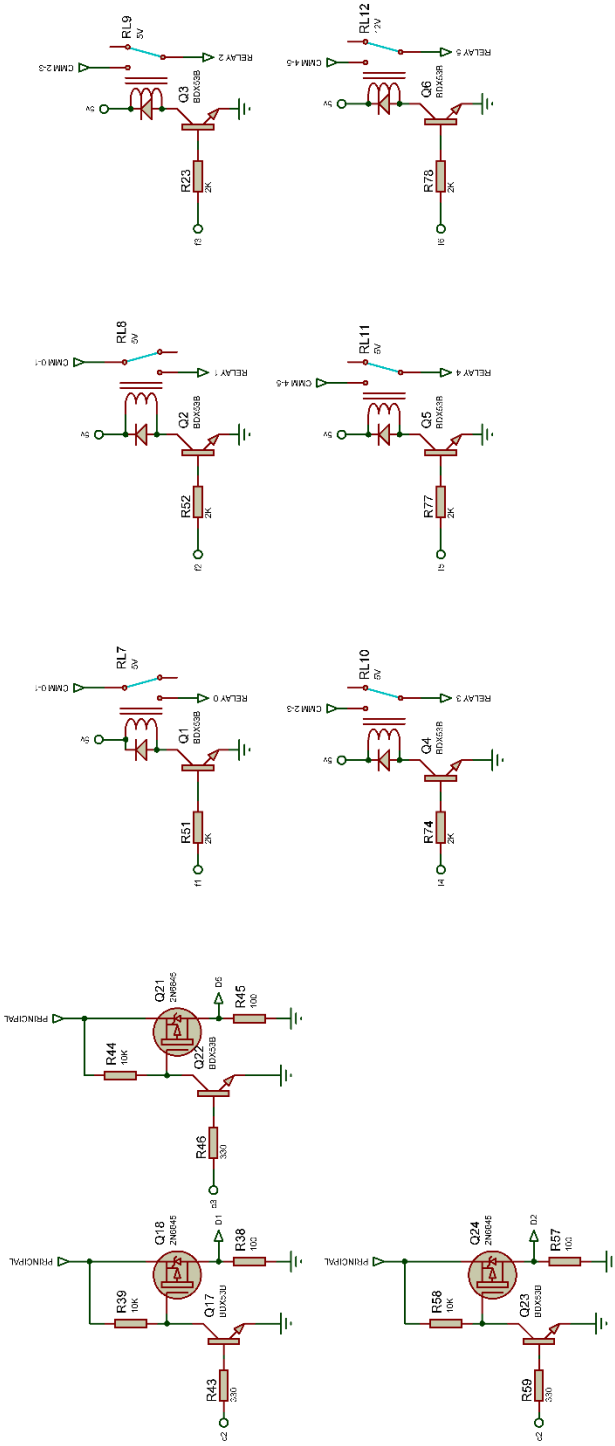 RL9
5V
CMM 2-3
RELAY 2
5v
Q3
BDX53B
R23
2K
f3
RL12
12V
CMM 4-5
RELAY 5
5v
Q6
BDX53B
R78
2K
f6
RL8
5V
CMM 0-1
RELAY 1
5v
Q2
BDX53B
R52
2K
f2
RL11
5V
CMM 4-5
RELAY 4
5v
Q5
BDX53B
R77
2K
f5
RL7
5V
CMM 0-1
RELAY 0
5v
Q1
BDX53B
R51
2K
f1
RL10
5V
CMM 2-3
RELAY 3
5v
Q4
BDX53B
R74
2K
f4
PRINCIPAL
Q21
2N6845
D5
R44
10K
R45
100
Q22
BDX53B
R46
330
PRINCIPAL
Q18
2N6845
D1
R39
10K
R38
100
Q17
BDX53B
R43
330
PRINCIPAL
Q24
2N6845
D2
R58
10K
R57
100
Q23
BDX53B
R59
330